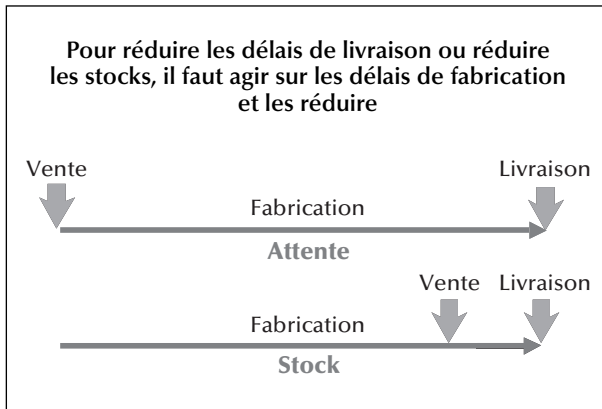 Pour réduire les délais de livraison ou réduire
les stocks, il faut agir sur les délais de fabrication
et les réduire
Vente Livraison
Fabrication
Attente
Vente Livraison
Fabrication
Stock